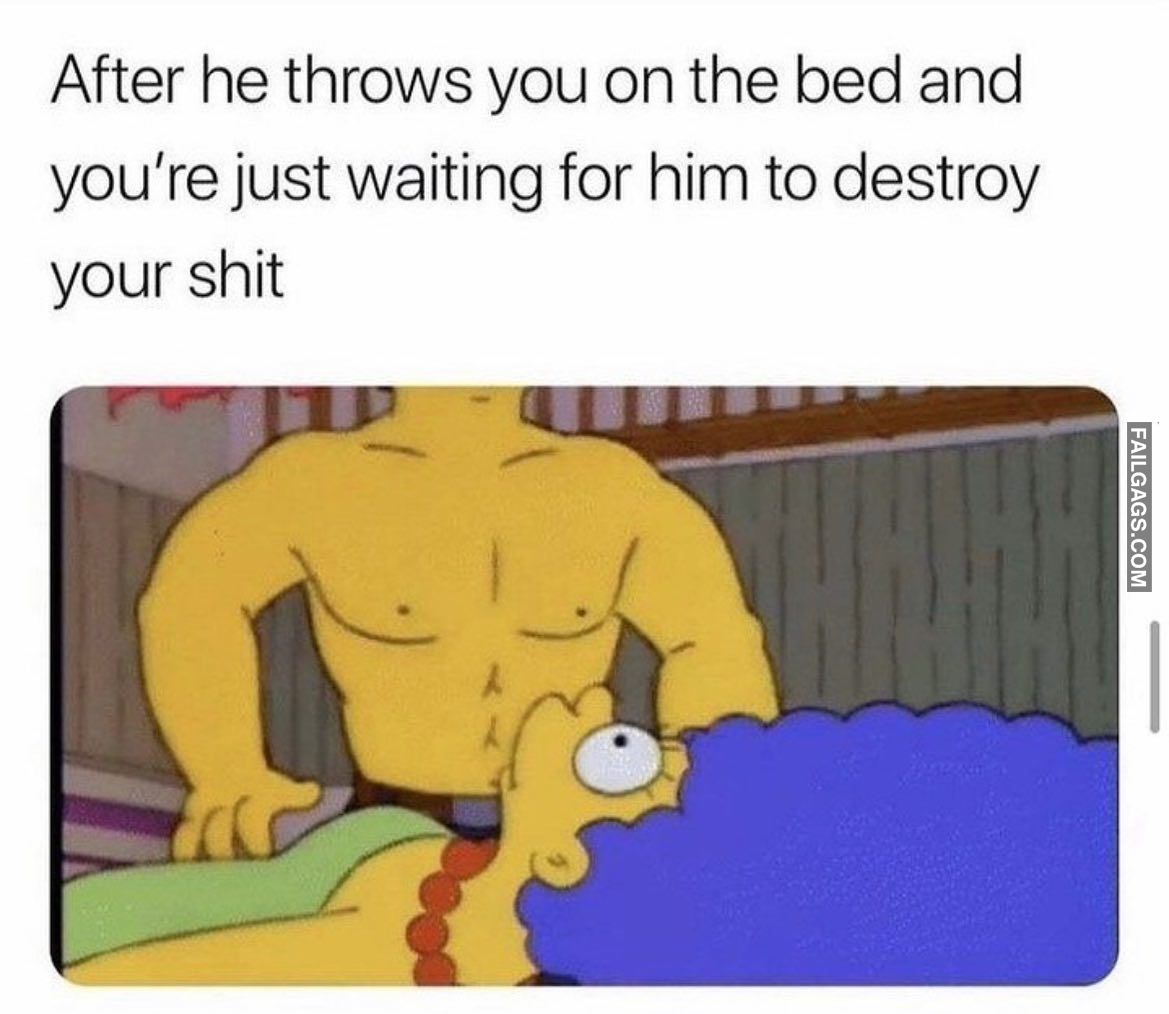 After he throws you on the bed and
you're just waiting for him to destroy
your shit
FAILGAGS.COM